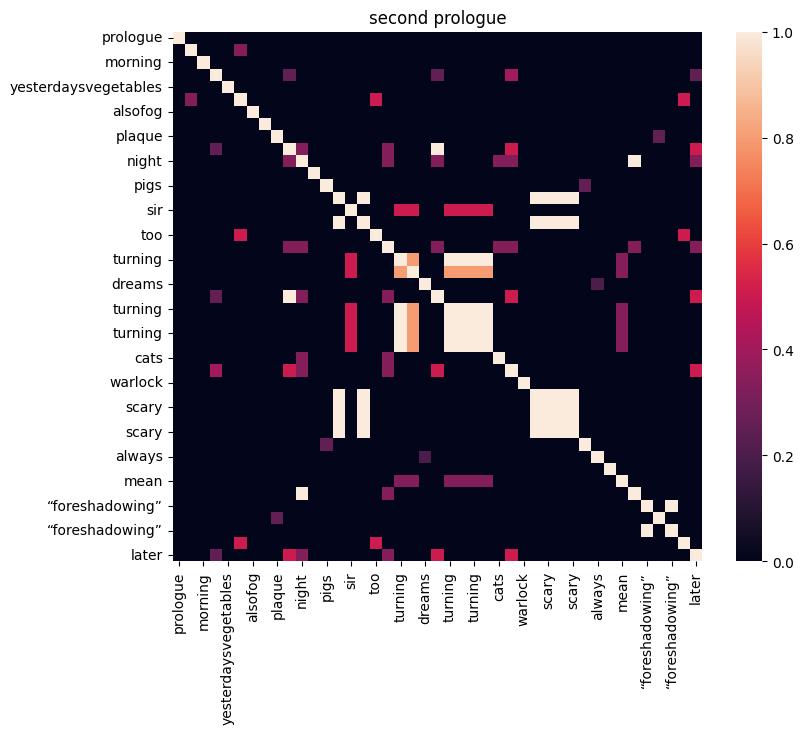 second prologue
prologue
morning
yesterdaysvegetables
alsofog
plaque
night
pigs
sir
too
turning
dreams
turning
turning
cats
warlock
scary
scary
always
mean
“foreshadowing”
“foreshadowing”
later
1.0
0.8
0.6
0.4
0.2
0.0
prologue
morning
yesterdaysvegetables
alsofog
plaque
night
pigs
sir
too
turning
dreams
turning
turning
cats
warlock
scary
scary
always
mean
“foreshadowing”
“foreshadowing”
later